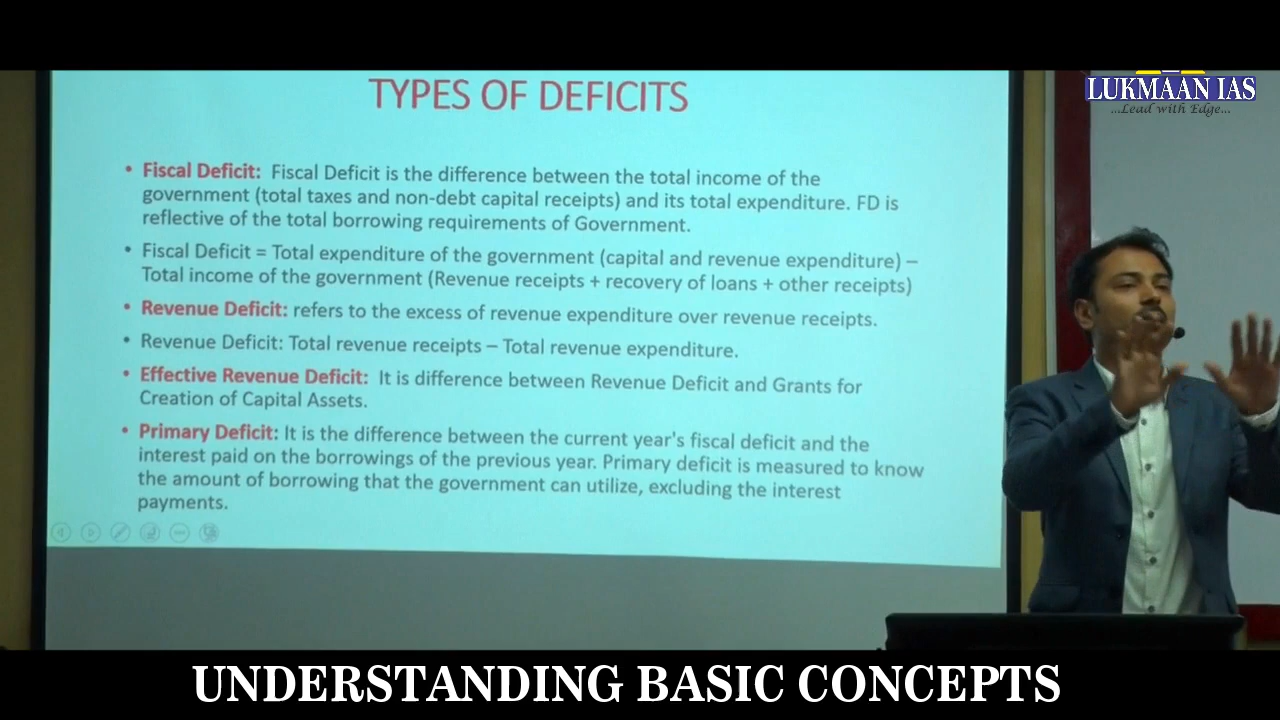 LUKMAAN IAS
...Lead with Edge...
TYPES OF DEFICITS
• Fiscal Deficit: Fiscal Deficit is the difference between the total income of the
government (total taxes and non-debt capital receipts) and its total expenditure. FD is
reflective of the total borrowing requirements of Government.
• Fiscal Deficit = Total expenditure of the government (capital and revenue expenditure) –
Total income of the government (Revenue receipts + recovery of loans + other receipts)
• Revenue Deficit: refers to the excess of revenue expenditure over revenue receipts.
• Revenue Deficit: Total revenue receipts – Total revenue expenditure.
• Effective Revenue Deficit: It is difference between Revenue Deficit and Grants for
Creation of Capital Assets.
• Primary Deficit: It is the difference between the current year's fiscal deficit and the
interest paid on the borrowings of the previous year. Primary deficit is measured to know
the amount of borrowing that the government can utilize, excluding the interest
payments.
UNDERSTANDING BASIC CONCEPTS